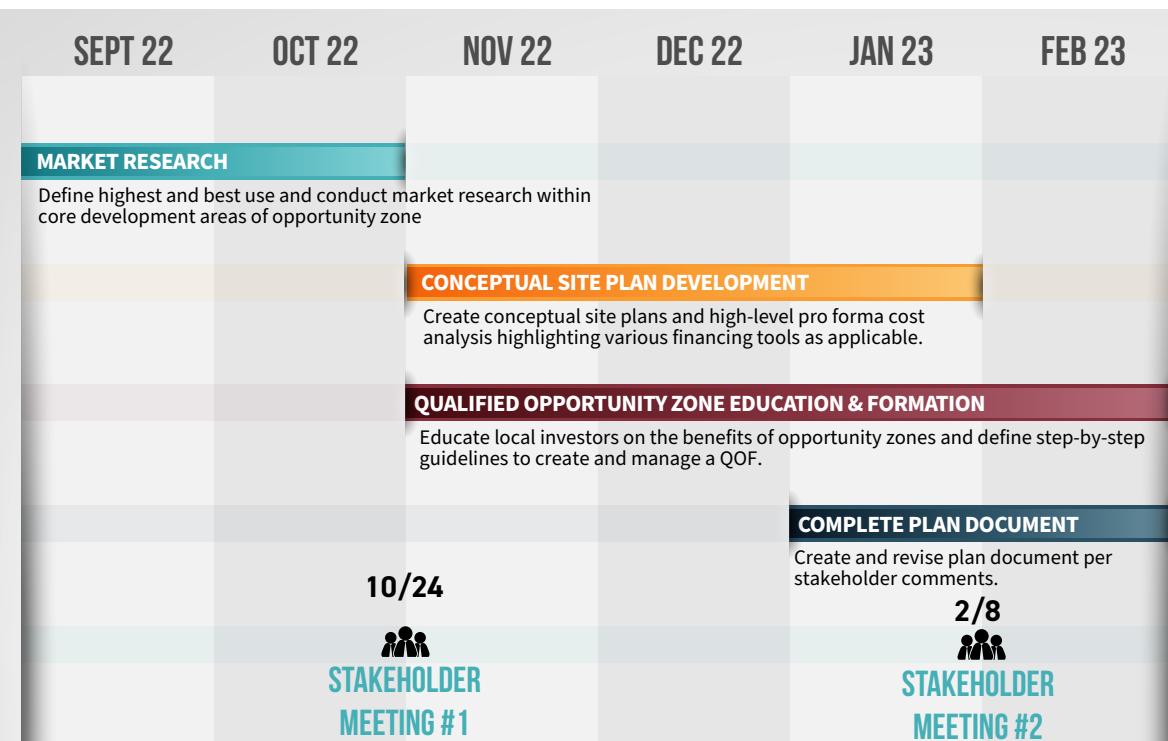 SEPT 22 OCT 22 NOV 22 DEC 22 JAN 23 FEB 23
MARKET RESEARCH
Define highest and best use and conduct market research within
core development areas of opportunity zone
CONCEPTUAL SITE PLAN DEVELOPMENT
Create conceptual site plans and high-level pro forma cost
analysis highlighting various financing tools as applicable.
QUALIFIED OPPORTUNITY ZONE EDUCATION & FORMATION
Educate local investors on the benefits of opportunity zones and define step-by-step
guidelines to create and manage a QOF.
COMPLETE PLAN DOCUMENT
Create and revise plan document per
stakeholder comments.
10/24
STAKEHOLDER
MEETING #1
2/8
STAKEHOLDER
MEETING #2